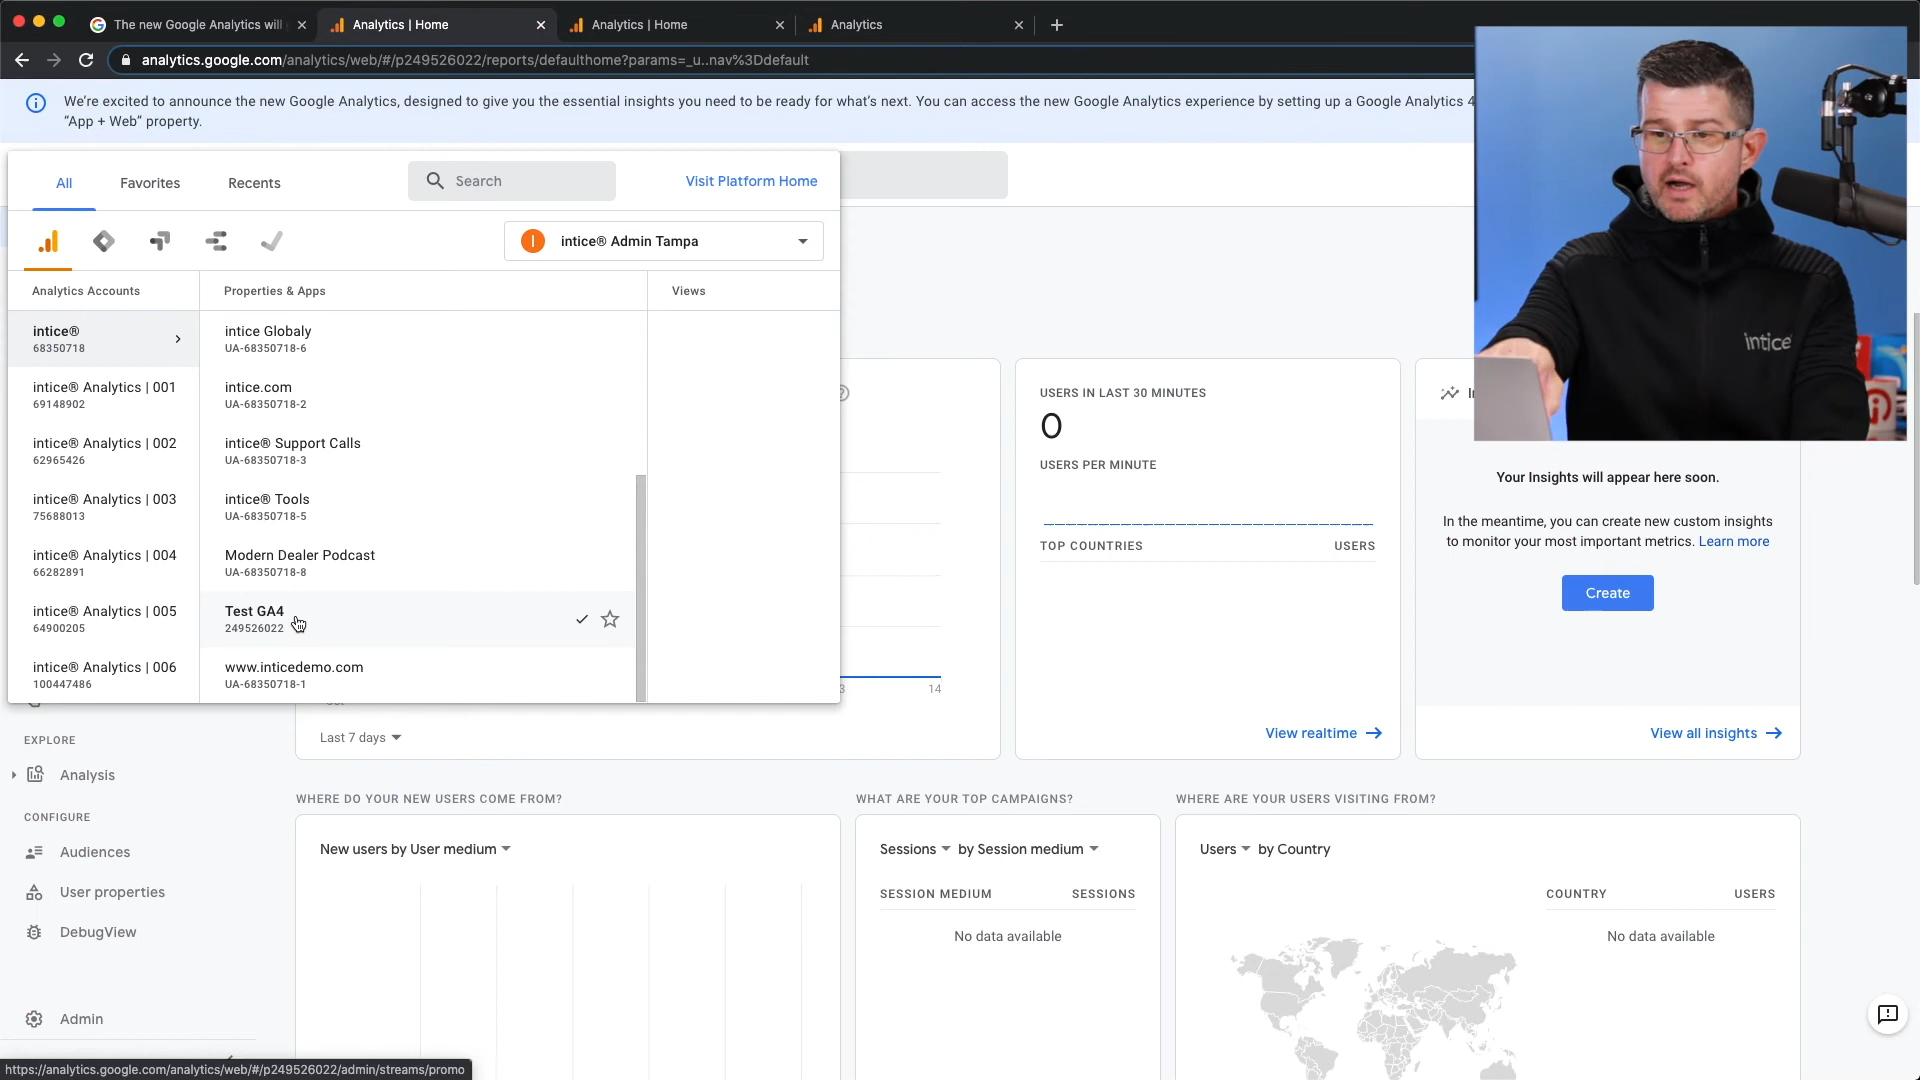 The new Google Analytics will
Analytics | Home
Analytics | Home
Analytics
analytics.google.com/analytics/web/#/p249526022/reports/defaulthome?params=_u..nav%3Ddefault
We're excited to announce the new Google Analytics, designed to give you the essential insights you need to be ready for what's next. You can access the new Google Analytics experience by setting up a Google Analytics 4
"App + Web" property.
All
Favorites
Recents
Search
Visit Platform Home
I
intice® Admin Tampa
Analytics Accounts
Properties & Apps
Views
intice®
68350718
intice® Analytics | 001
69148902
intice® Analytics | 002
62965426
intice® Analytics | 003
75688013
intice® Analytics | 004
66282891
intice® Analytics | 005
64900205
intice® Analytics | 006
100447486
intice Globaly
UA-68350718-6
intice.com
UA-68350718-2
intice® Support Calls
UA-68350718-3
intice® Tools
UA-68350718-5
Modern Dealer Podcast
UA-68350718-8
Test GA4
249526022
www.inticedemo.com
UA-68350718-1
14
Last 7 days
USERS IN LAST 30 MINUTES
0
USERS PER MINUTE
TOP COUNTRIES
USERS
View realtime
Your Insights will appear here soon.
In the meantime, you can create new custom insights
to monitor your most important metrics. Learn more
Create
View all insights
intice
EXPLORE
Analysis
CONFIGURE
Audiences
User properties
DebugView
Admin
WHERE DO YOUR NEW USERS COME FROM?
New users by User medium
WHAT ARE YOUR TOP CAMPAIGNS?
Sessions by Session medium
SESSION MEDIUM
SESSIONS
No data available
WHERE ARE YOUR USERS VISITING FROM?
Users by Country
COUNTRY
USERS
No data available
https://analytics.google.com/analytics/web/#/p249526022/admin/streams/promo